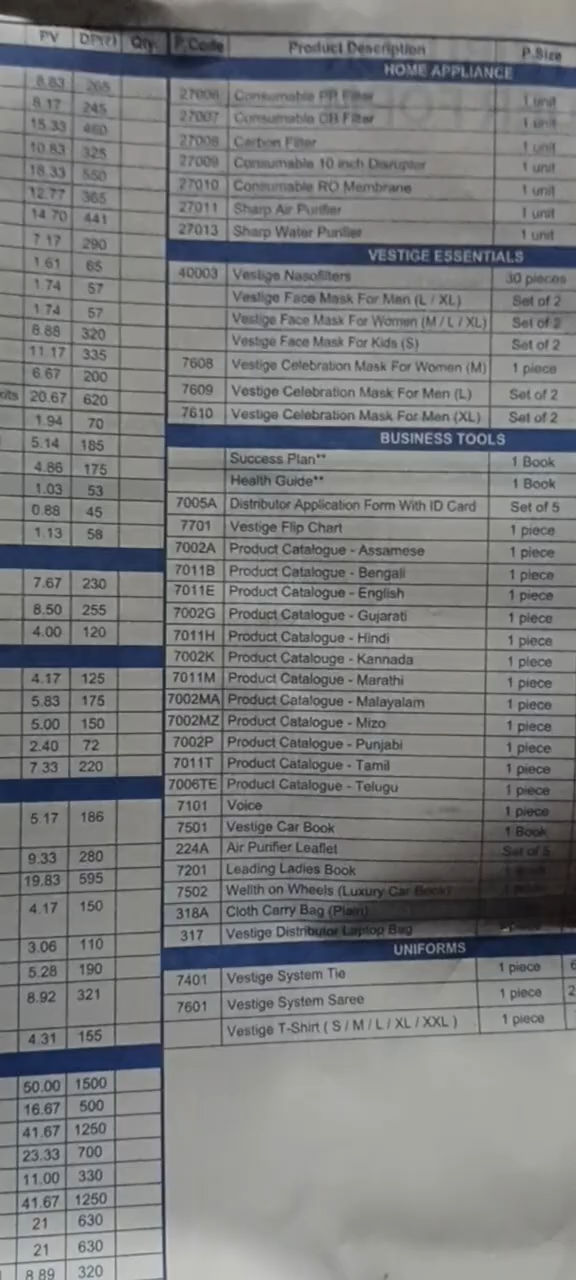 PV DP(₹) Qty. P.Code Product Description P.Size
HOME APPLIANCE
8.83 265 27006 Consumable PP Filter 1 unit
8.17 245 27007 Consumable CB Filter 1 unit
15.33 460 27008 Carbon Filter 1 unit
10.83 325 27009 Consumable 10 inch Disrupter 1 unit
18.33 550 27010 Consumable RO Membrane 1 unit
12.77 365 27011 Sharp Air Purifier 1 unit
14.70 441 27013 Sharp Water Purifier 1 unit
7.17 290 VESTIGE ESSENTIALS
1.61 65 40003 Vestige Nasofilters 30 pieces
1.74 57 Vestige Face Mask For Men (L / XL) Set of 2
1.74 57 Vestige Face Mask For Women (M / L / XL) Set of 2
8.88 320 Vestige Face Mask For Kids (S) Set of 2
11.17 335 7608 Vestige Celebration Mask For Women (M) 1 piece
6.67 200 7609 Vestige Celebration Mask For Men (L) Set of 2
20.67 620 7610 Vestige Celebration Mask For Men (XL) Set of 2
1.94 70 BUSINESS TOOLS
5.14 185 Success Plan** 1 Book
4.86 175 Health Guide** 1 Book
1.03 53 7005A Distributor Application Form With ID Card Set of 5
0.88 45 7701 Vestige Flip Chart 1 piece
1.13 58 7002A Product Catalogue - Assamese 1 piece
7011B Product Catalogue - Bengali 1 piece
7.67 230 7011E Product Catalogue - English 1 piece
8.50 255 7002G Product Catalogue - Gujarati 1 piece
4.00 120 7011H Product Catalogue - Hindi 1 piece
7002K Product Catalouge - Kannada 1 piece
4.17 125 7011M Product Catalogue - Marathi 1 piece
5.83 175 7002MA Product Catalogue - Malayalam 1 piece
5.00 150 7002MZ Product Catalogue - Mizo 1 piece
2.40 72 7002P Product Catalogue - Punjabi 1 piece
7.33 220 7011T Product Catalogue - Tamil 1 piece
7006TE Product Catalogue - Telugu 1 piece
5.17 186 7101 Voice 1 piece
7501 Vestige Car Book 1 Book
9.33 280 224A Air Purifier Leaflet Set of 5
19.83 595 7201 Leading Ladies Book
4.17 150 7502 Wellth on Wheels (Luxury Car Book)
318A Cloth Carry Bag (Plain)
3.06 110 317 Vestige Distributor Laptop Bag
UNIFORMS
5.28 190 7401 Vestige System Tie 1 piece
8.92 321 7601 Vestige System Saree 1 piece
4.31 155 Vestige T-Shirt ( S / M / L / XL / XXL ) 1 piece
50.00 1500
16.67 500
41.67 1250
23.33 700
11.00 330
41.67 1250
21 630
21 630
8.89 320